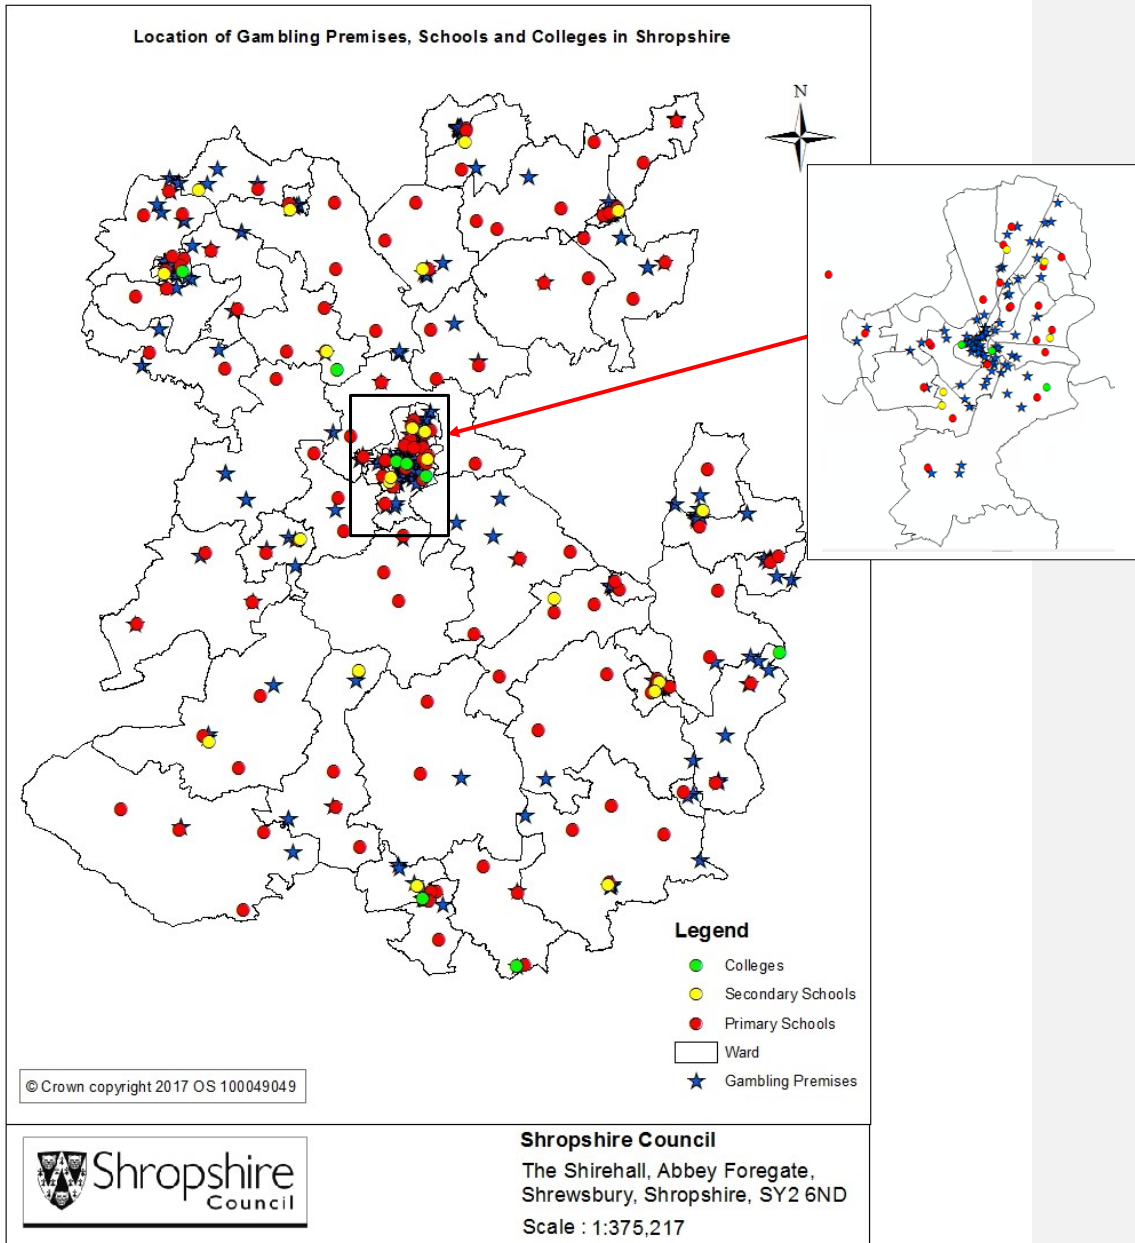 Location of Gambling Premises, Schools and Colleges in Shropshire
N
Legend
Colleges
Secondary Schools
Primary Schools
Ward
Gambling Premises
© Crown copyright 2017 OS 100049049
Shropshire
Council
Shropshire Council
The Shirehall, Abbey Foregate,
Shrewsbury, Shropshire, SY2 6ND
Scale : 1:375,217